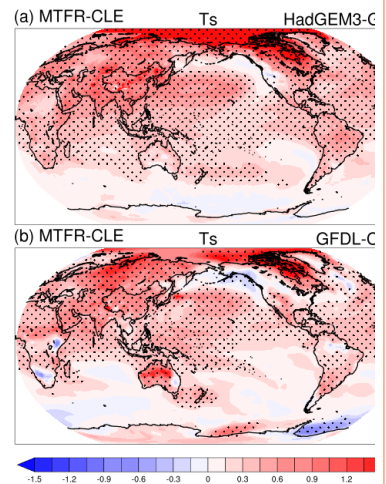 (a) MTFR-CLE Ts HadGEM3-G
(b) MTFR-CLE Ts GFDL-C
-1.5 -1.2 -0.9 -0.6 -0.3 0 0.3 0.6 0.9 1.2